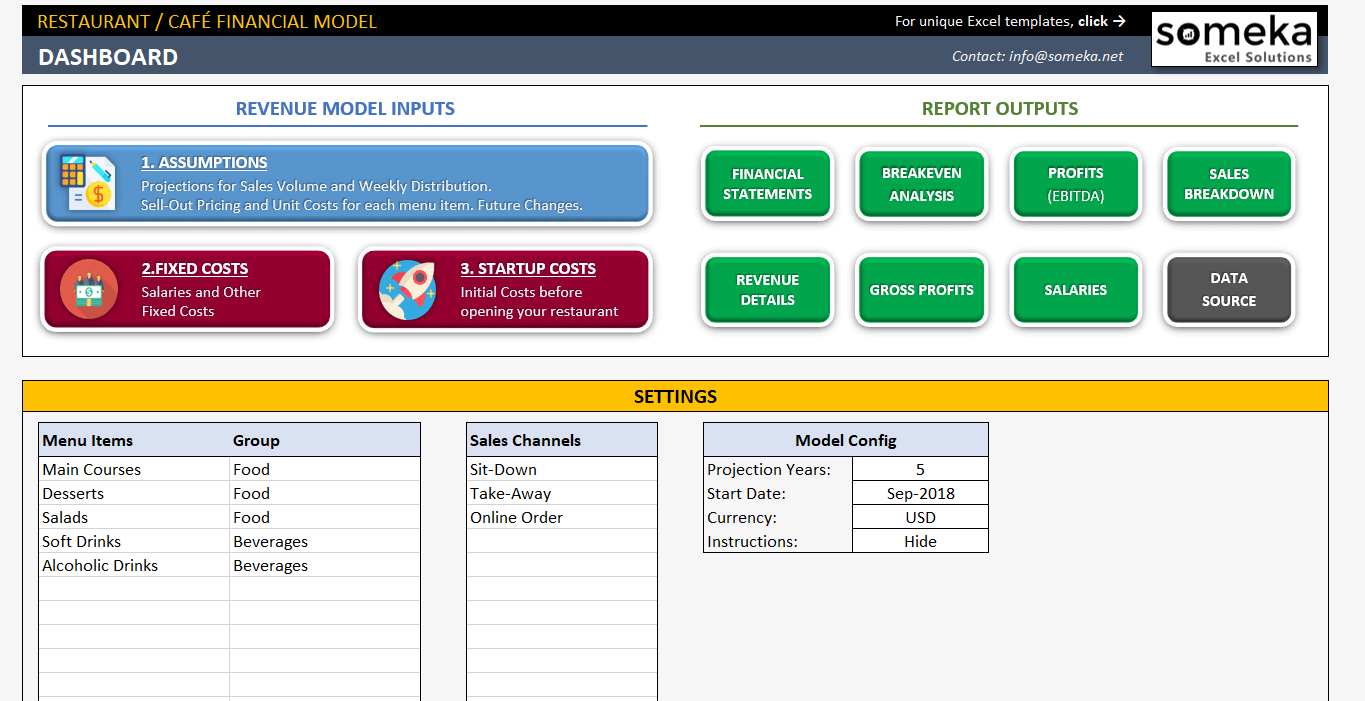 RESTAURANT / CAFÉ FINANCIAL MODEL
For unique Excel templates, click →
someka
Excel Solutions
DASHBOARD
Contact: info@someka.net
REVENUE MODEL INPUTS
1. ASSUMPTIONS
Projections for Sales Volume and Weekly Distribution.
Sell-Out Pricing and Unit Costs for each menu item. Future Changes.
2.FIXED COSTS
Salaries and Other
Fixed Costs
3. STARTUP COSTS
Initial Costs before
opening your restaurant
REPORT OUTPUTS
FINANCIAL
STATEMENTS
BREAKEVEN
ANALYSIS
PROFITS
(EBITDA)
SALES
BREAKDOWN
REVENUE
DETAILS
GROSS PROFITS
SALARIES
DATA
SOURCE
SETTINGS
Menu Items Group
Main Courses Food
Desserts Food
Salads Food
Soft Drinks Beverages
Alcoholic Drinks Beverages
Sales Channels
Sit-Down
Take-Away
Online Order
Model Config
Projection Years: 5
Start Date: Sep-2018
Currency: USD
Instructions: Hide